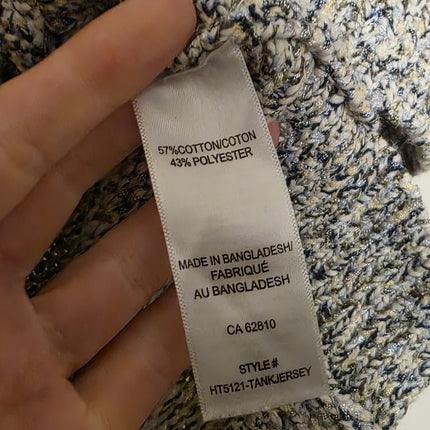 57%COTTON/COTON
43% POLYESTER
MADE IN BANGLADESH/
FABRIQUÉ
AU BANGLADESH
CA 62810
STYLE#
HT5121-TANKJERSEY